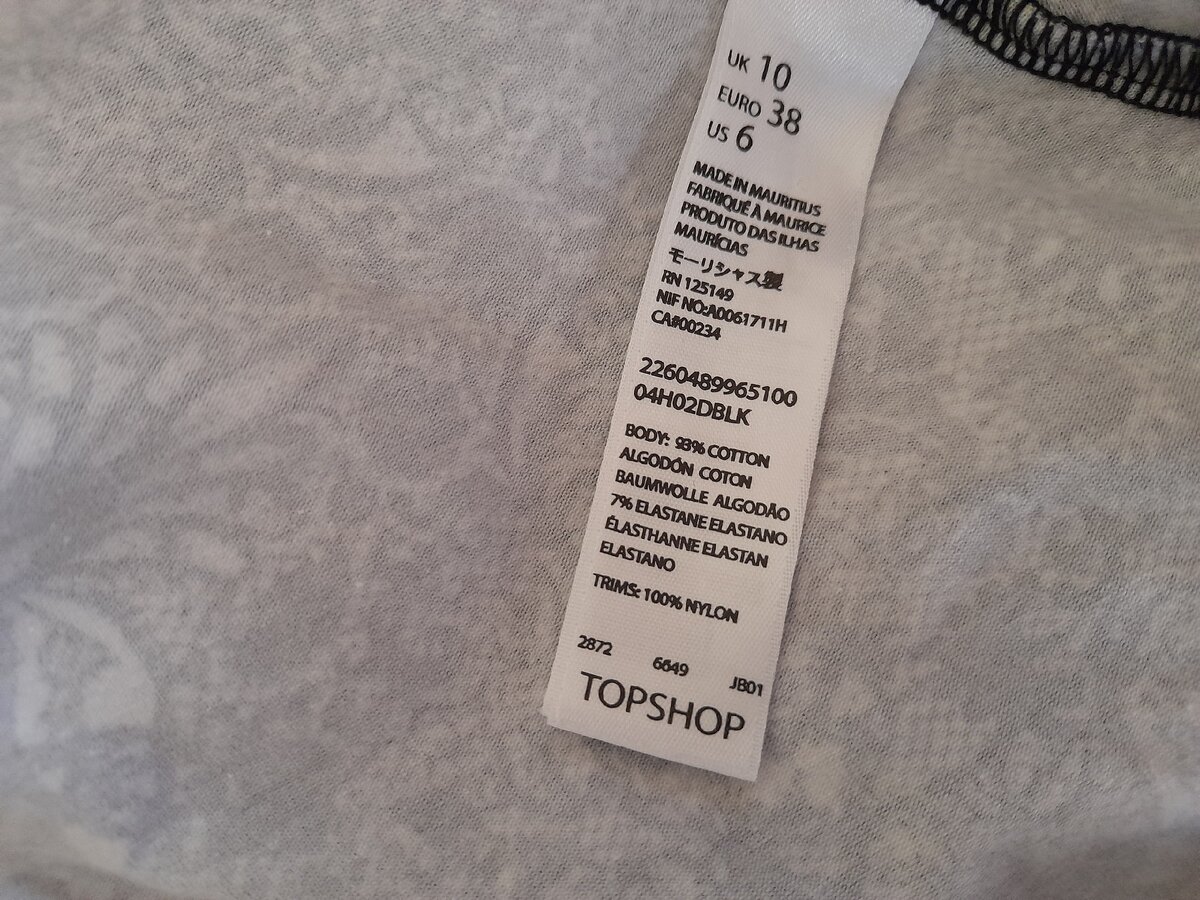 UK 10
EURO 38
US 6
MADE IN MAURITIUS
FABRIQUÉ À MAURICE
PRODUTO DAS ILHAS
MAURÍCIAS
モーリシャス製
RN 125149
NIF NO:A0061711H
CA#00234
2260489965100
04H02DBLK
BODY: 93% COTTON
ALGODÓN COTON
BAUMWOLLE ALGODÃO
7% ELASTANE ELASTANO
ÉLASTHANNE ELASTAN
ELASTANO
TRIMS: 100% NYLON
2872 6649 JB01
TOPSHOP